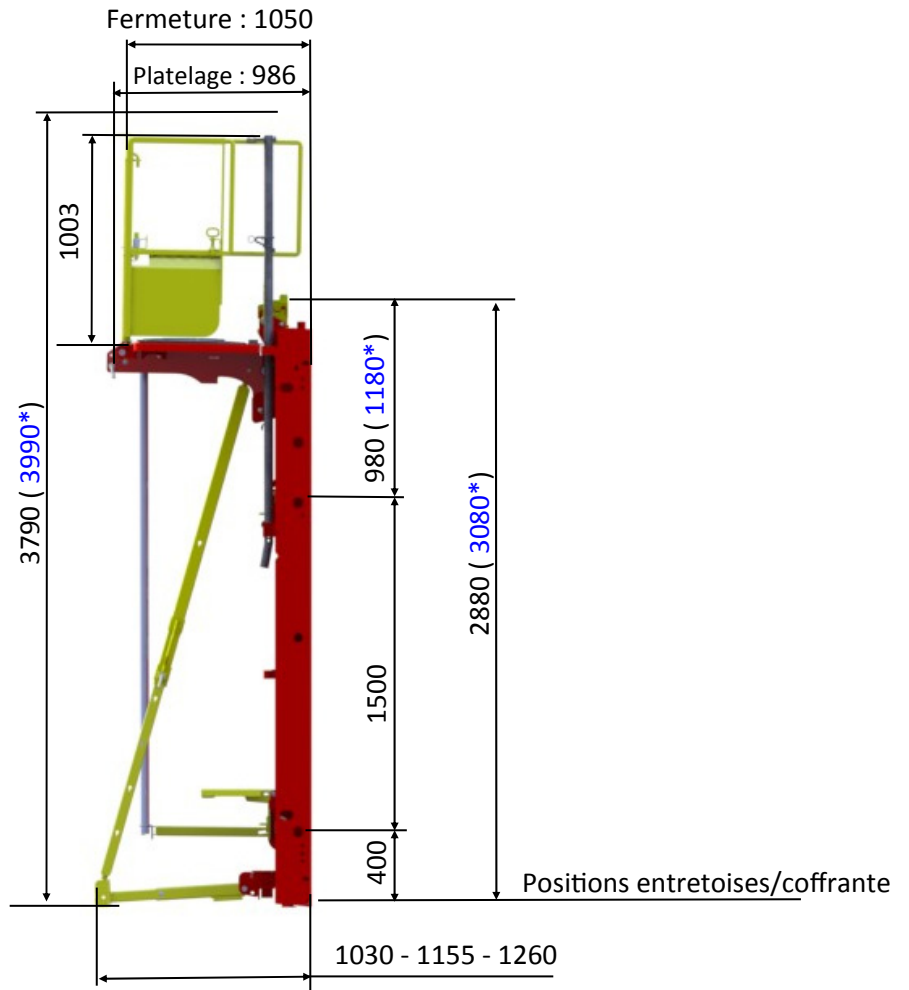 Fermeture : 1050
Platelage : 986
1003
3790 ( 3990*)
980 ( 1180*)
2880 ( 3080*)
1500
400
Positions entretoises/coffrante
1030 - 1155 - 1260